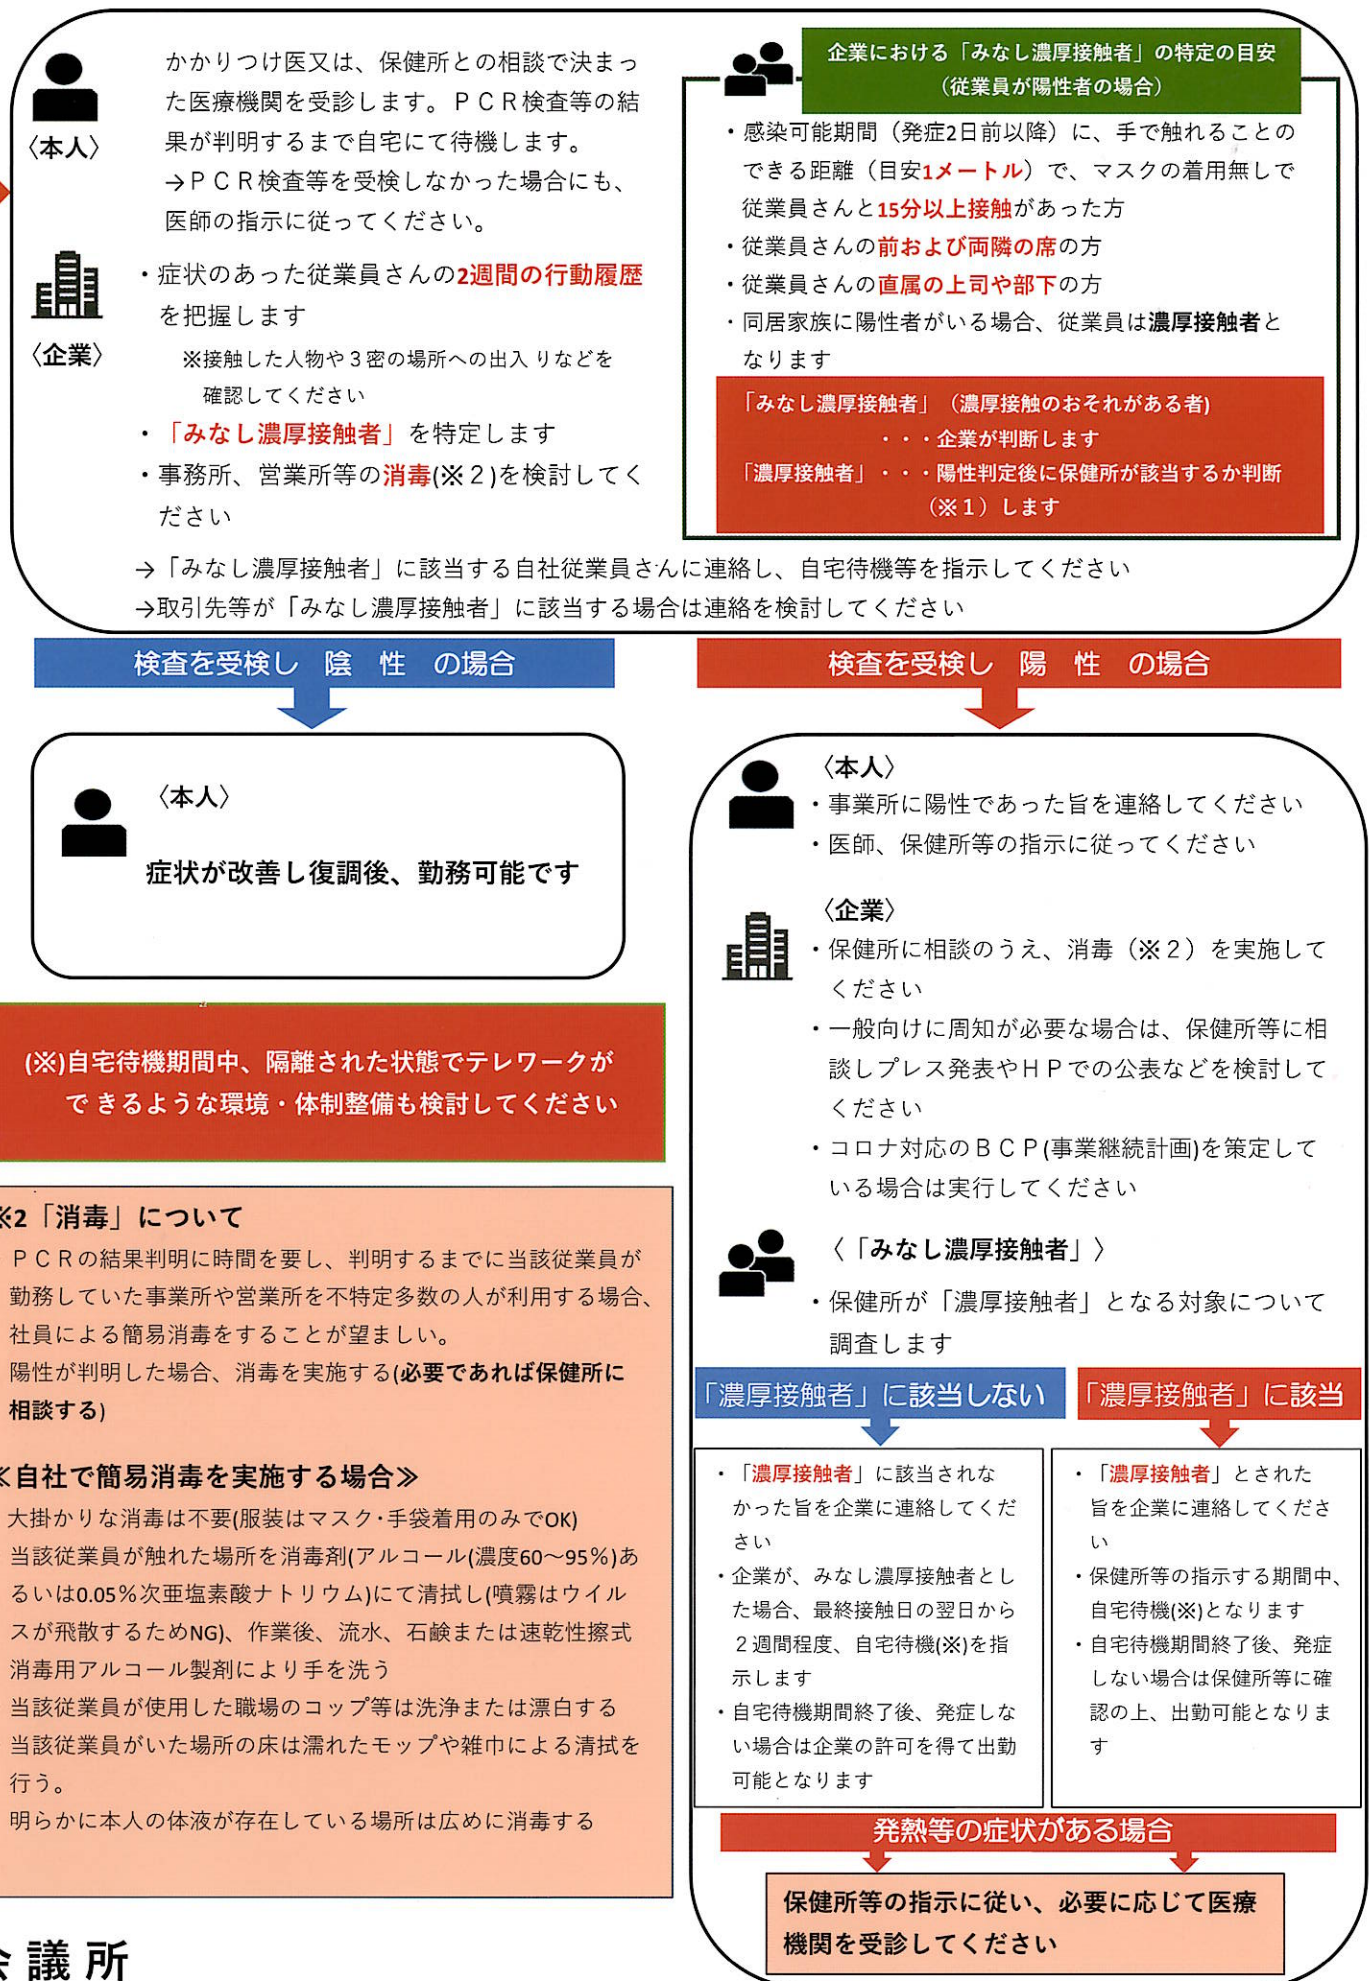 〈本人〉
かかりつけ医又は、保健所との相談で決まっ
た医療機関を受診します。ＰＣＲ検査等の結
果が判明するまで自宅にて待機します。
→ＰＣＲ検査等を受検しなかった場合にも、
医師の指示に従ってください。
〈企業〉
・症状のあった従業員さんの2週間の行動履歴
を把握します
※接触した人物や３密の場所への出入りなどを
確認してください
・「みなし濃厚接触者」を特定します
・事務所、営業所等の消毒(※２)を検討してく
ださい
企業における「みなし濃厚接触者」の特定の目安
（従業員が陽性者の場合）
・感染可能期間（発症2日前以降）に、手で触れることの
できる距離（目安1メートル）で、マスクの着用無しで
従業員さんと15分以上接触があった方
・従業員さんの前および両隣の席の方
・従業員さんの直属の上司や部下の方
・同居家族に陽性者がいる場合、従業員は濃厚接触者と
なります
「みなし濃厚接触者」（濃厚接触のおそれがある者)
・・・企業が判断します
「濃厚接触者」・・・陽性判定後に保健所が該当するか判断
（※１）します
→「みなし濃厚接触者」に該当する自社従業員さんに連絡し、自宅待機等を指示してください
→取引先等が「みなし濃厚接触者」に該当する場合は連絡を検討してください
検査を受検し　陰　性　の場合
〈本人〉
症状が改善し復調後、勤務可能です
(※)自宅待機期間中、隔離された状態でテレワークが
で きるような環境・体制整備も検討してください
※2「消毒」について
ＰＣＲの結果判明に時間を要し、判明するまでに当該従業員が
勤務していた事業所や営業所を不特定多数の人が利用する場合、
社員による簡易消毒をすることが望ましい。
陽性が判明した場合、消毒を実施する(必要であれば保健所に
相談する)
≪自社で簡易消毒を実施する場合≫
大掛かりな消毒は不要(服装はマスク・手袋着用のみでOK)
当該従業員が触れた場所を消毒剤(アルコール(濃度60～95％)あ
るいは0.05％次亜塩素酸ナトリウム)にて清拭し(噴霧はウイル
スが飛散するためNG)、作業後、流水、石鹸または速乾性擦式
消毒用アルコール製剤により手を洗う
当該従業員が使用した職場のコップ等は洗浄または漂白する
当該従業員がいた場所の床は濡れたモップや雑巾による清拭を
行う。
明らかに本人の体液が存在している場所は広めに消毒する
検査を受検し　陽　性　の場合
〈本人〉
・事業所に陽性であった旨を連絡してください
・医師、保健所等の指示に従ってください
〈企業〉
・保健所に相談のうえ、消毒（※２）を実施して
ください
・一般向けに周知が必要な場合は、保健所等に相
談しプレス発表やＨＰでの公表などを検討して
ください
・コロナ対応のＢＣＰ(事業継続計画)を策定して
いる場合は実行してください
〈「みなし濃厚接触者」〉
・保健所が「濃厚接触者」となる対象について
調査します
「濃厚接触者」に該当しない
・「濃厚接触者」に該当されな
かった旨を企業に連絡してくだ
さい
・企業が、みなし濃厚接触者とし
た場合、最終接触日の翌日から
２週間程度、自宅待機(※)を指
示します
・自宅待機期間終了後、発症しな
い場合は企業の許可を得て出勤
可能となります
「濃厚接触者」に該当
・「濃厚接触者」とされた
旨を企業に連絡してくださ
い
・保健所等の指示する期間中、
自宅待機(※)となります
・自宅待機期間終了後、発症
しない場合は保健所等に確
認の上、出勤可能となりま
す
発熱等の症状がある場合
保健所等の指示に従い、必要に応じて医療
機関を受診してください
会議所